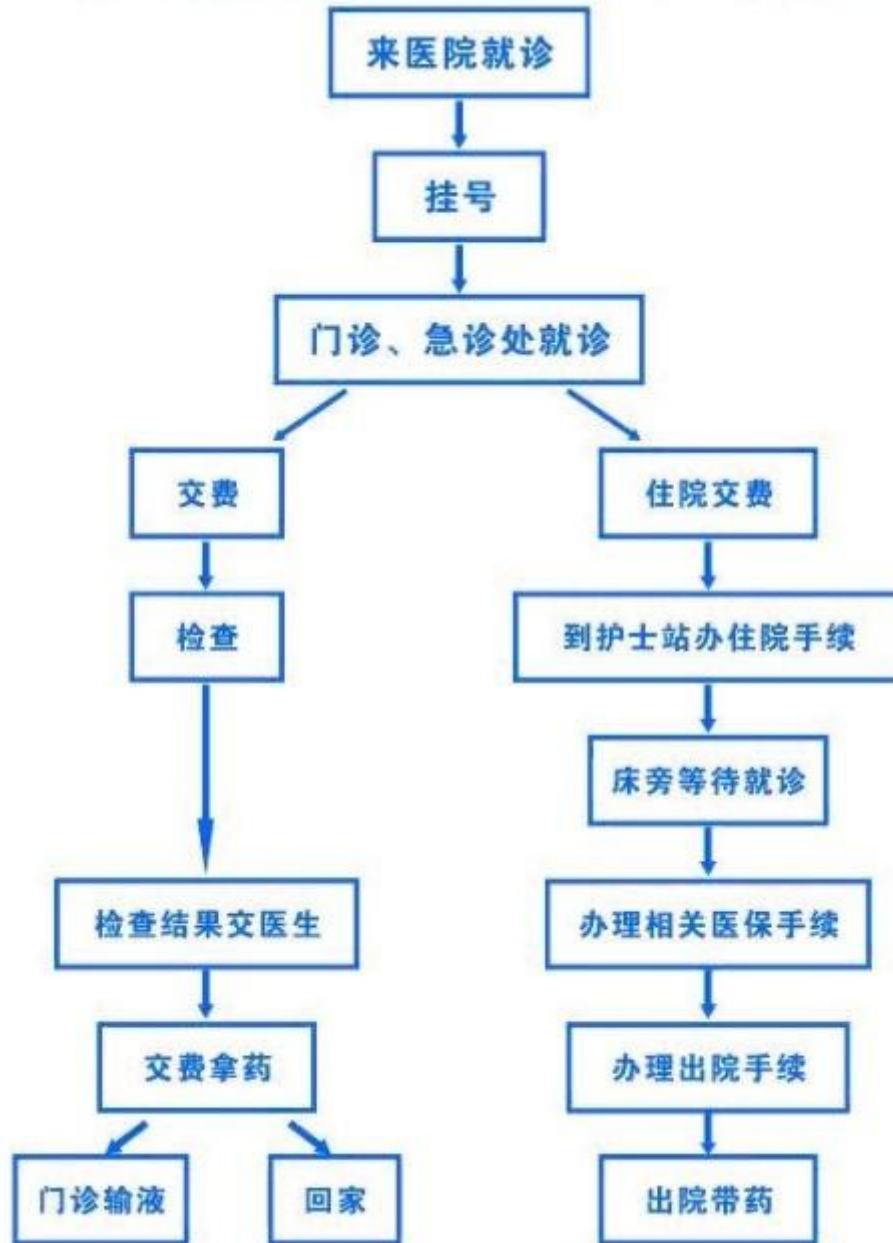 来医院就诊
挂号
门诊、急诊处就诊
交费
住院交费
检查
到护士站办住院手续
床旁等待就诊
检查结果交医生
办理相关医保手续
交费拿药
办理出院手续
门诊输液
回家
出院带药